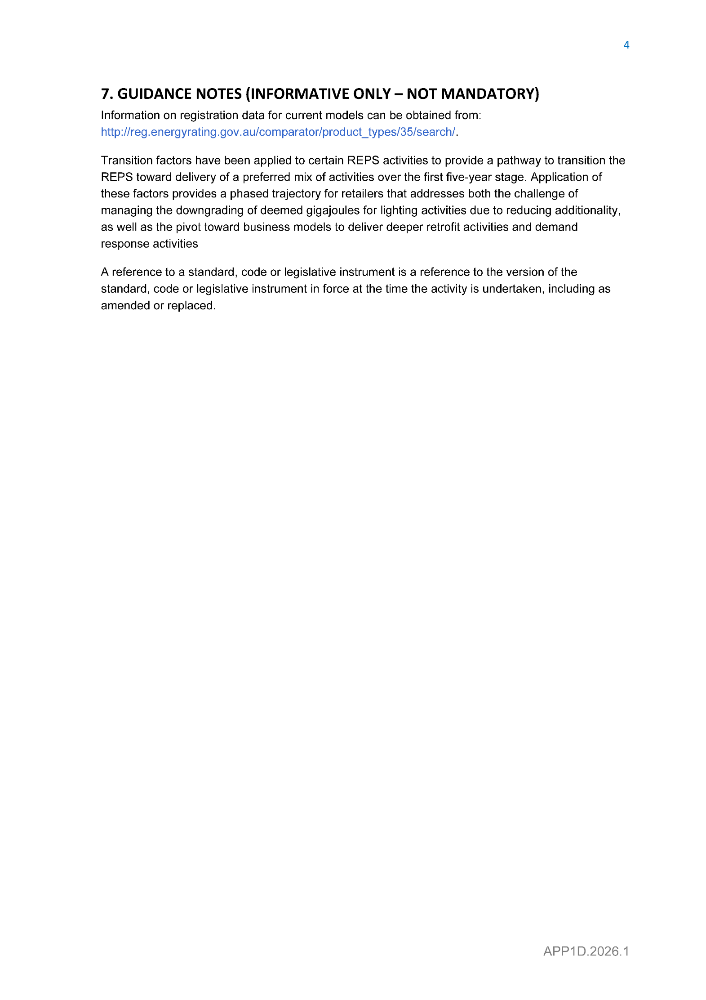 4
7. GUIDANCE NOTES (INFORMATIVE ONLY – NOT MANDATORY)
Information on registration data for current models can be obtained from:
http://reg.energyrating.gov.au/comparator/product_types/35/search/.
Transition factors have been applied to certain REPS activities to provide a pathway to transition the
REPS toward delivery of a preferred mix of activities over the first five-year stage. Application of
these factors provides a phased trajectory for retailers that addresses both the challenge of
managing the downgrading of deemed gigajoules for lighting activities due to reducing additionality,
as well as the pivot toward business models to deliver deeper retrofit activities and demand
response activities
A reference to a standard, code or legislative instrument is a reference to the version of the
standard, code or legislative instrument in force at the time the activity is undertaken, including as
amended or replaced.
APP1D.2026.1